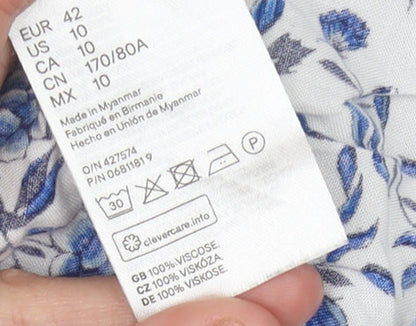 EUR 42
US 10
CA 10
CN 170/80A
MX 10
Made in Myanmar
Fabriqué en Birmanie
Hecho en Unión de Myanmar
O/N 427574
P/N 0681181 9
30
P
clevercare.info
GB 100% VISCOSE
CZ 100% VISKÓZA
DE 100% VISKOSE